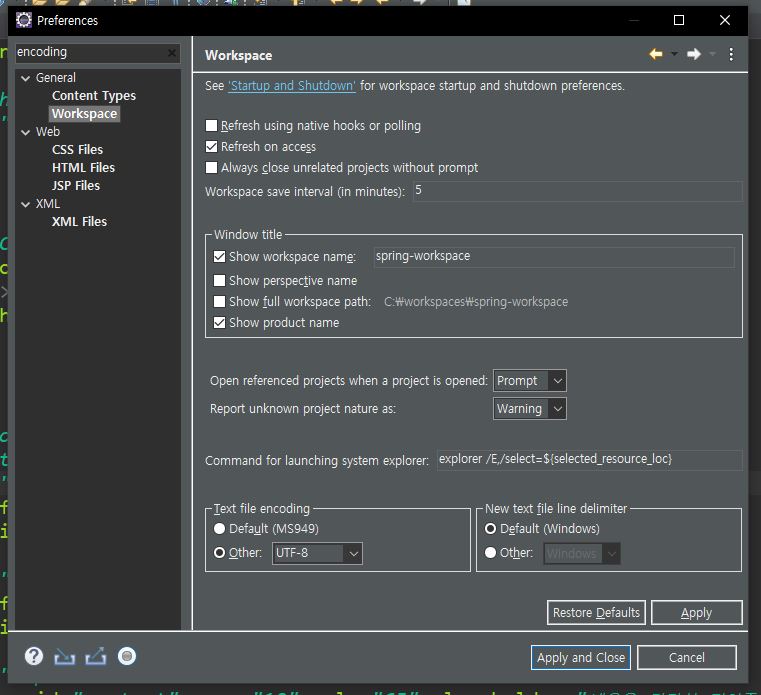 Preferences
encoding
General
Content Types
Workspace
Web
CSS Files
HTML Files
JSP Files
XML
XML Files
Workspace
See 'Startup and Shutdown' for workspace startup and shutdown preferences.
Refresh using native hooks or polling
Refresh on access
Always close unrelated projects without prompt
Workspace save interval (in minutes): 5
Window title
Show workspace name: spring-workspace
Show perspective name
Show full workspace path: C:₩workspaces₩spring-workspace
Show product name
Open referenced projects when a project is opened: Prompt
Report unknown project nature as: Warning
Command for launching system explorer: explorer /E,/select=${selected_resource_loc}
Text file encoding
Default (MS949)
Other: UTF-8
New text file line delimiter
Default (Windows)
Other: Windows
Restore Defaults Apply
Apply and Close Cancel